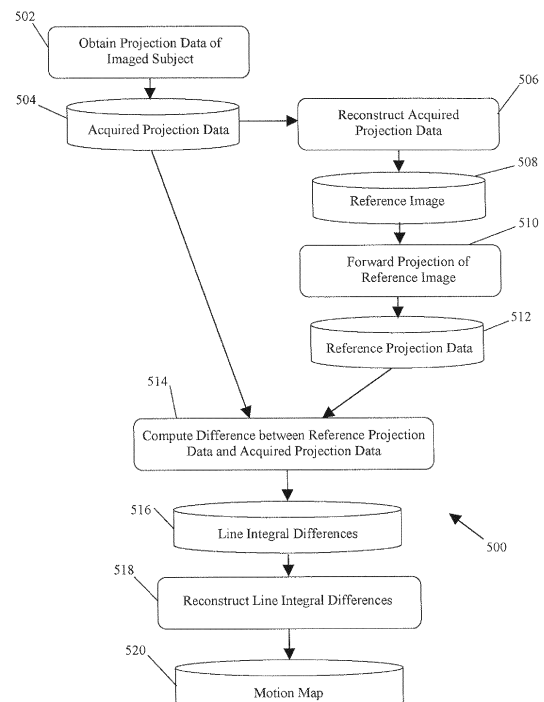 502
Obtain Projection Data of
Imaged Subject
504
Acquired Projection Data
506
Reconstruct Acquired
Projection Data
508
Reference Image
510
Forward Projection of
Reference Image
512
Reference Projection Data
514
Compute Difference between Reference Projection
Data and Acquired Projection Data
516
Line Integral Differences
500
518
Reconstruct Line Integral Differences
520
Motion Map